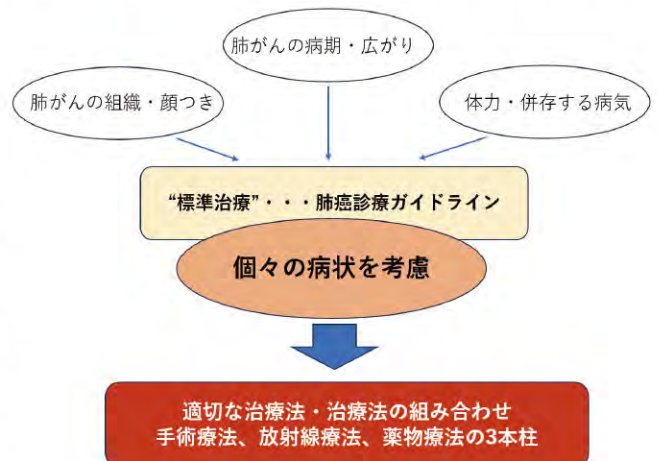 肺がんの病期・広がり
肺がんの組織・顔つき
体力・併存する病気
“標準治療”・・・肺癌診療ガイドライン
個々の病状を考慮
適切な治療法・治療法の組み合わせ
手術療法、放射線療法、薬物療法の3本柱